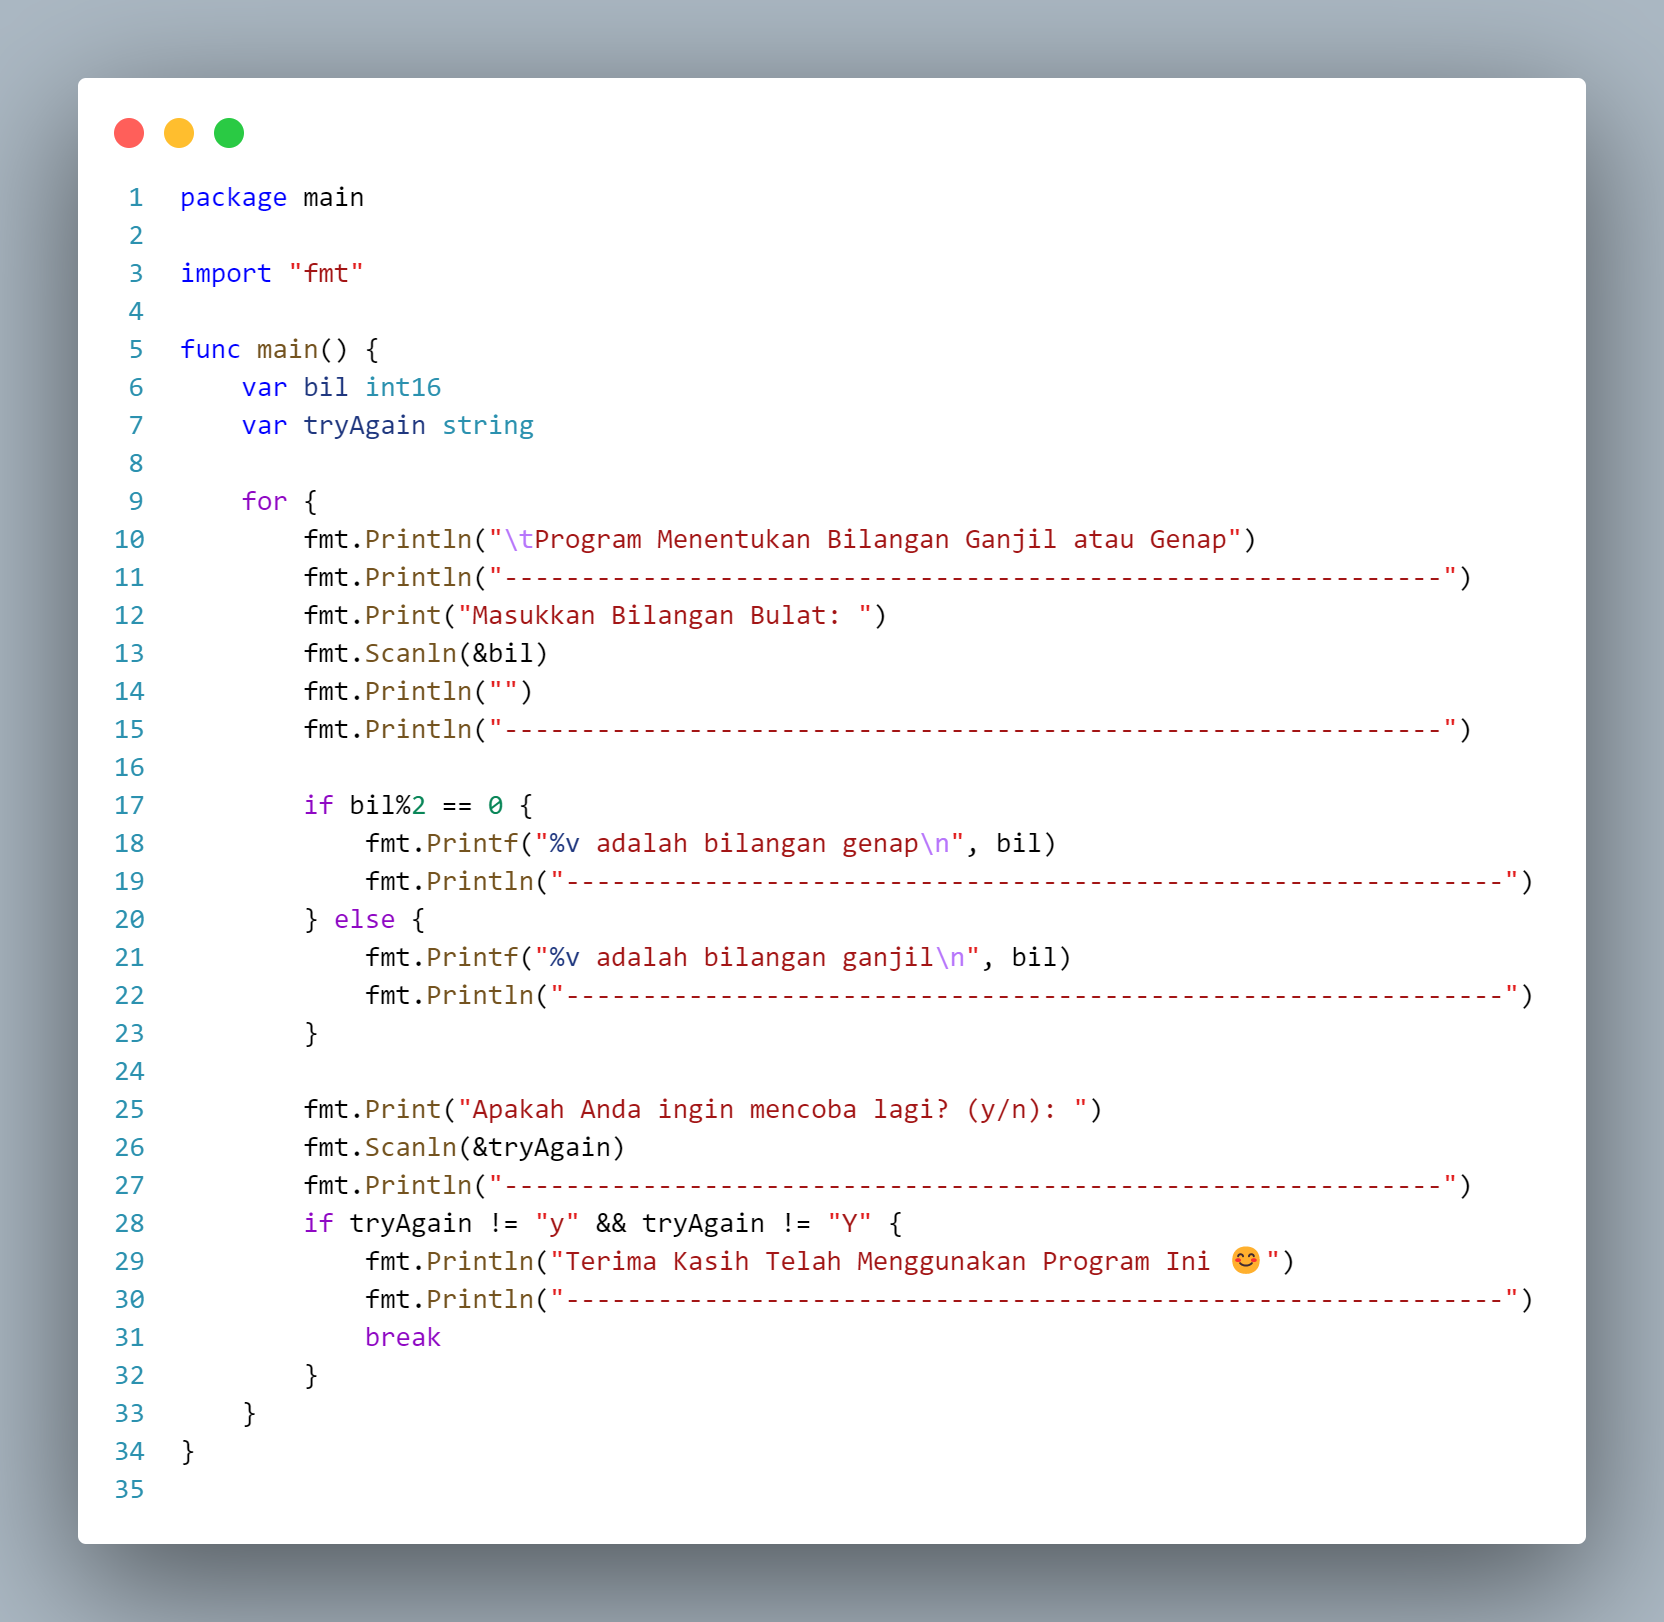 1 package main
2
3 import "fmt"
4
5 func main() {
6     var bil int16
7     var tryAgain string
8
9     for {
10         fmt.Println("\tProgram Menentukan Bilangan Ganjil atau Genap")
11         fmt.Println("-------------------------------------------------------------")
12         fmt.Print("Masukkan Bilangan Bulat: ")
13         fmt.Scanln(&bil)
14         fmt.Println("")
15         fmt.Println("-------------------------------------------------------------")
16
17         if bil%2 == 0 {
18             fmt.Printf("%v adalah bilangan genap\n", bil)
19             fmt.Println("-------------------------------------------------------------")
20         } else {
21             fmt.Printf("%v adalah bilangan ganjil\n", bil)
22             fmt.Println("-------------------------------------------------------------")
23         }
24
25         fmt.Print("Apakah Anda ingin mencoba lagi? (y/n): ")
26         fmt.Scanln(&tryAgain)
27         fmt.Println("-------------------------------------------------------------")
28         if tryAgain != "y" && tryAgain != "Y" {
29             fmt.Println("Terima Kasih Telah Menggunakan Program Ini 😊")
30             fmt.Println("-------------------------------------------------------------")
31             break
32         }
33     }
34 }
35